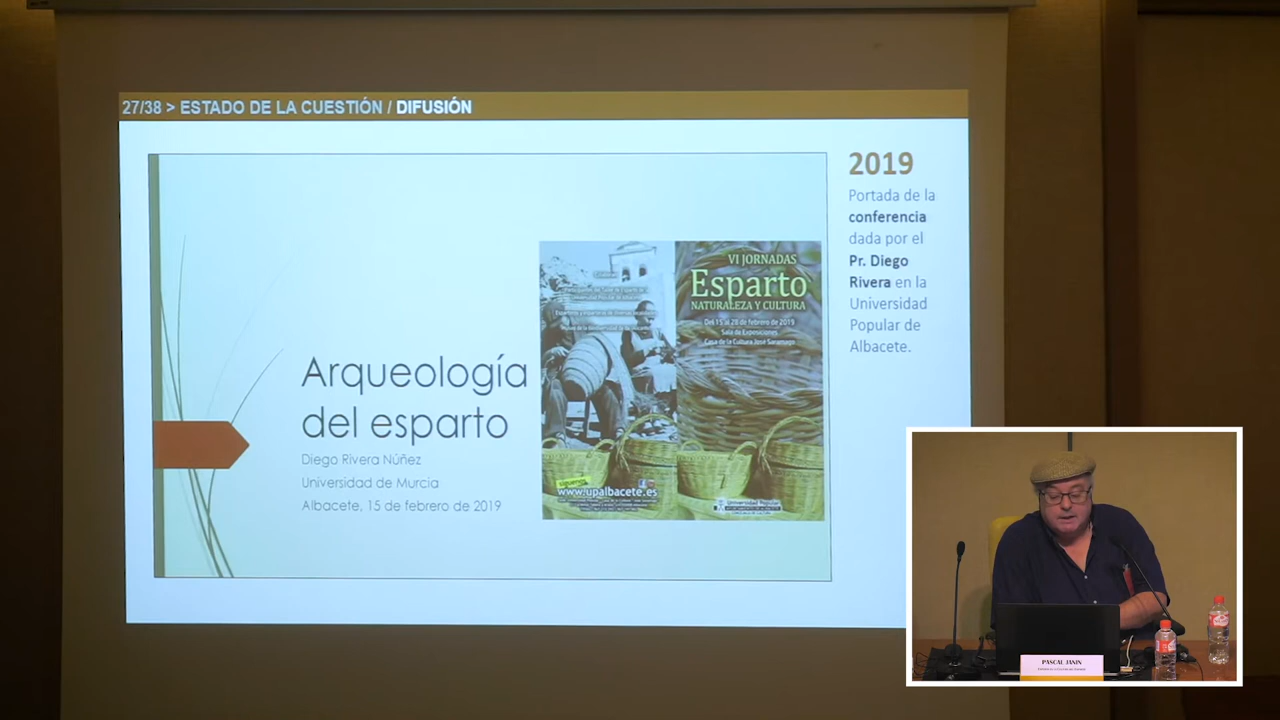 27/38 > ESTADO DE LA CUESTIÓN / DIFUSIÓN
2019
Portada de la
conferencia
dada por el
Pr. Diego
Rivera en la
Universidad
Popular de
Albacete.
Arqueología
del esparto
Diego Rivera Núñez
Universidad de Murcia
Albacete, 15 de febrero de 2019
VI JORNADAS
Esparto
NATURALEZA Y CULTURA
Del 15 al 28 de febrero de 2019
Sala de Exposiciones
Casa de la Cultura José Saramago
www.upalbacete.es
Universidad Popular
PASCAL JANIN